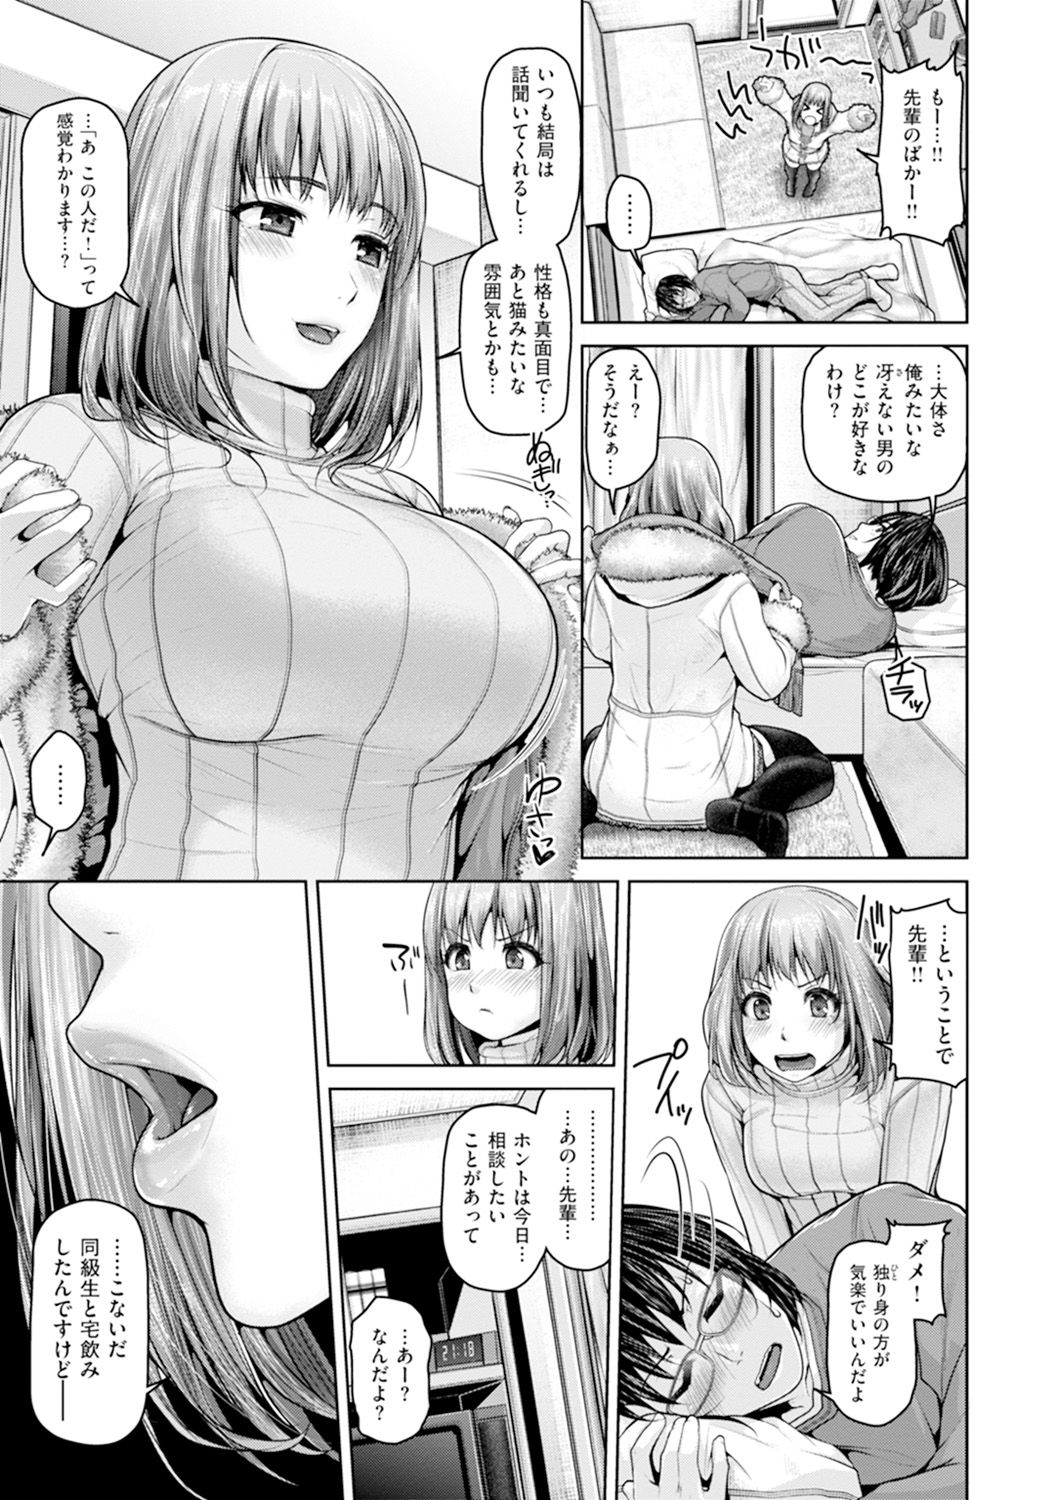 もー…!!
先輩のばかー!!
うがー〜っ
……
…大体さ
俺みたいな
冴えない男の
どこが好きな
わけ?
さ
えー?
そうだなぁ…
チラッ
いつも結局は
話聞いてくれるし…
性格も真面目で…
あと猫みたいな
雰囲気とかも…
ぬぎっ…
…「あ この人だ!」って
感覚わかります…?
ゆさっ♥
……
…ということで
先輩!!
プイッ
ダメ!
独り身の方が
気楽でいいんだよ
ひと
ぶー
…………………
…あの…先輩…
ホントは今日…
相談したい
ことがあって
…あー?
なんだよ?
21:18
……こないだ
同級生と宅飲み
したんですけど──